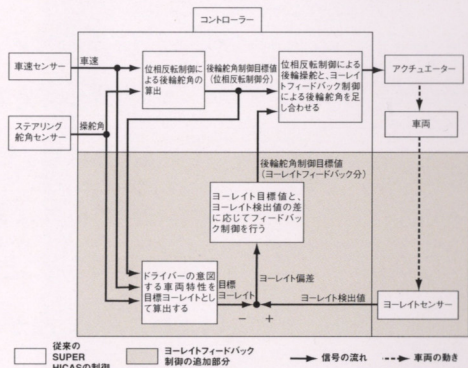 コントローラー
車速センサー
車速
位相反転制御に
よる後輪舵角の
算出
後輪舵角制御目標値
(位相反転制御分)
位相反転制御による
後輪操舵と、ヨーレイ
トフィードバック制御
による後輪舵角を足
し合わせる
アクチュエーター
車両
ステアリング
舵角センサー
操舵角
後輪舵角制御目標値
(ヨーレイトフィードバック分)
ヨーレイト目標値と、
ヨーレイト検出値の差
に応じてフィードバッ
ク制御を行う
ドライバーの意図
する車両特性を
目標ヨーレイトとし
て算出する
目標
ヨーレイト
ヨーレイト偏差
ヨーレイト検出値
ヨーレイトセンサー
− +
従来の
SUPER
HICASの制御
ヨーレイトフィードバック
制御の追加部分
信号の流れ
車両の動き